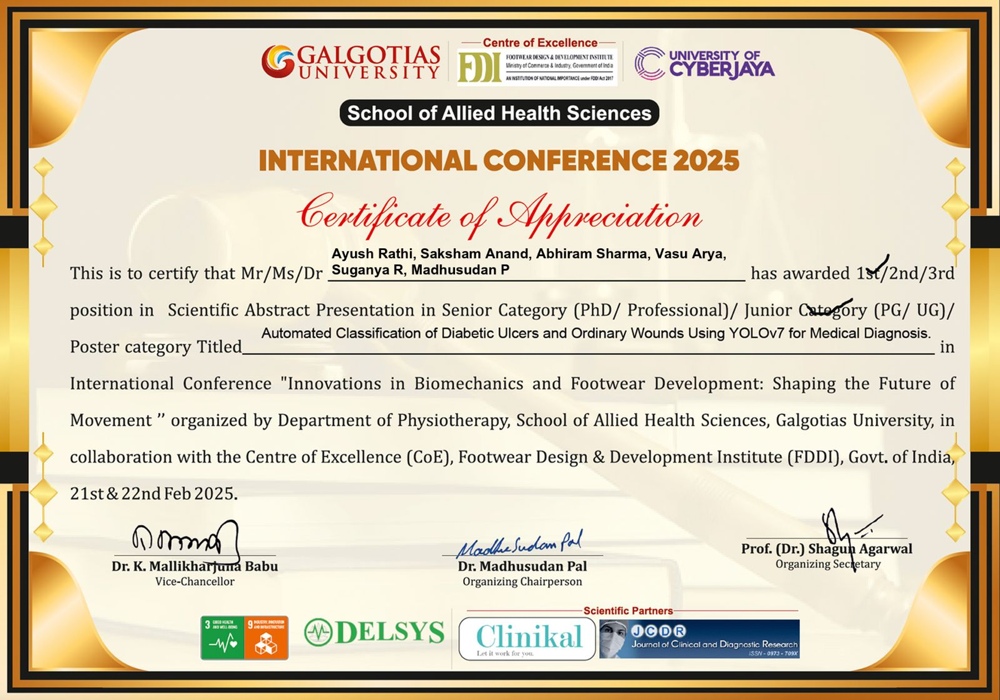 GALGOTIAS
UNIVERSITY
Centre of Excellence
FDDI
FOOTWEAR DESIGN & DEVELOPMENT INSTITUTE
Ministry of Commerce & Industry, Government of India
AN INSTITUTION OF NATIONAL IMPORTANCE under FDDI Act 2017
UNIVERSITY OF
CYBERJAYA
School of Allied Health Sciences
INTERNATIONAL CONFERENCE 2025
Certificate of Appreciation
Ayush Rathi, Saksham Anand, Abhiram Sharma, Vasu Arya,
This is to certify that Mr/Ms/Dr Suganya R, Madhusudan P has awarded 1st/2nd/3rd
position in Scientific Abstract Presentation in Senior Category (PhD/ Professional)/ Junior Category (PG/ UG)/
Automated Classification of Diabetic Ulcers and Ordinary Wounds Using YOLOv7 for Medical Diagnosis.
Poster category Titled in
International Conference "Innovations in Biomechanics and Footwear Development: Shaping the Future of
Movement ’’ organized by Department of Physiotherapy, School of Allied Health Sciences, Galgotias University, in
collaboration with the Centre of Excellence (CoE), Footwear Design & Development Institute (FDDI), Govt. of India,
21st & 22nd Feb 2025.
Madhusudan Pal
Dr. K. Mallikharjuna Babu
Vice-Chancellor
Dr. Madhusudan Pal
Organizing Chairperson
Prof. (Dr.) Shagun Agarwal
Organizing Secretary
Scientific Partners
3 GOOD HEALTH
AND WELL-BEING
9 INDUSTRY, INNOVATION
AND INFRASTRUCTURE
DELSYS
Clinikal
Let it work for you.
JCDR
Journal of Clinical and Diagnostic Research
ISSN - 0973 - 709X